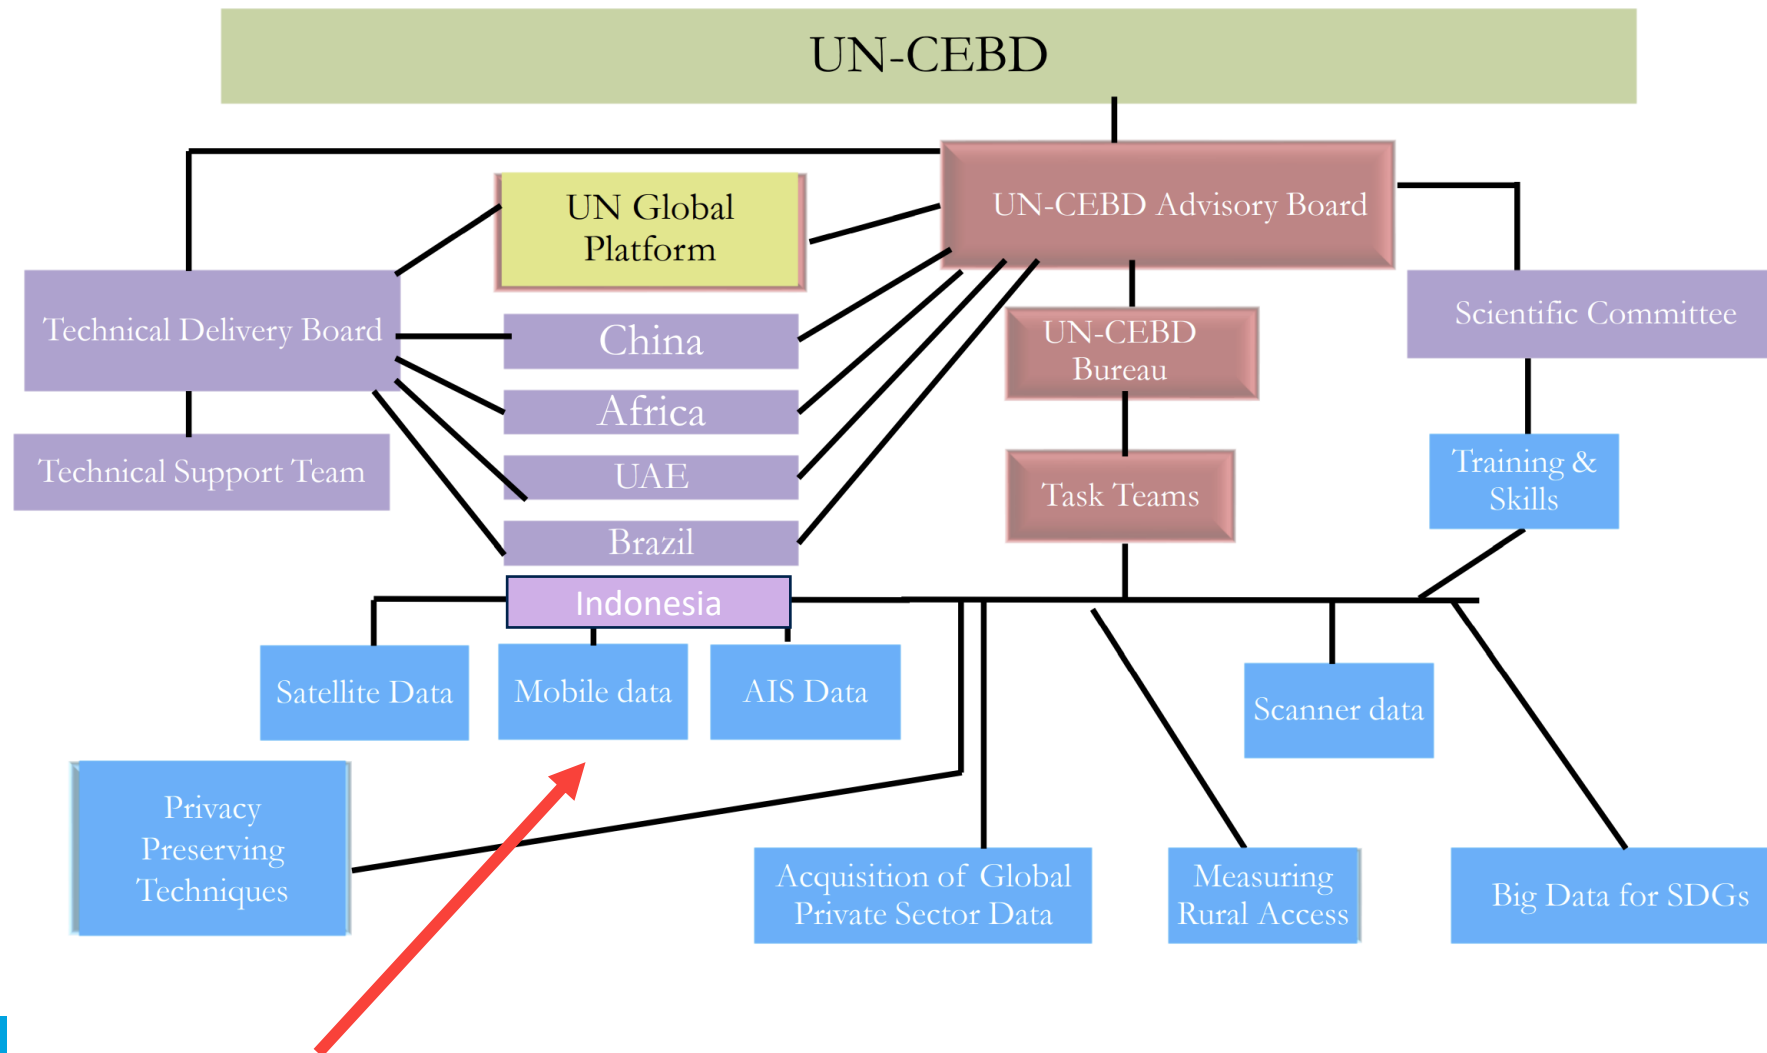 UN-CEBD
UN Global
Platform
UN-CEBD Advisory Board
Technical Delivery Board
China
UN-CEBD
Bureau
Scientific Committee
Africa
Technical Support Team
UAE
Task Teams
Training &
Skills
Brazil
Indonesia
Satellite Data
Mobile data
AIS Data
Scanner data
Privacy
Preserving
Techniques
Acquisition of Global
Private Sector Data
Measuring
Rural Access
Big Data for SDGs